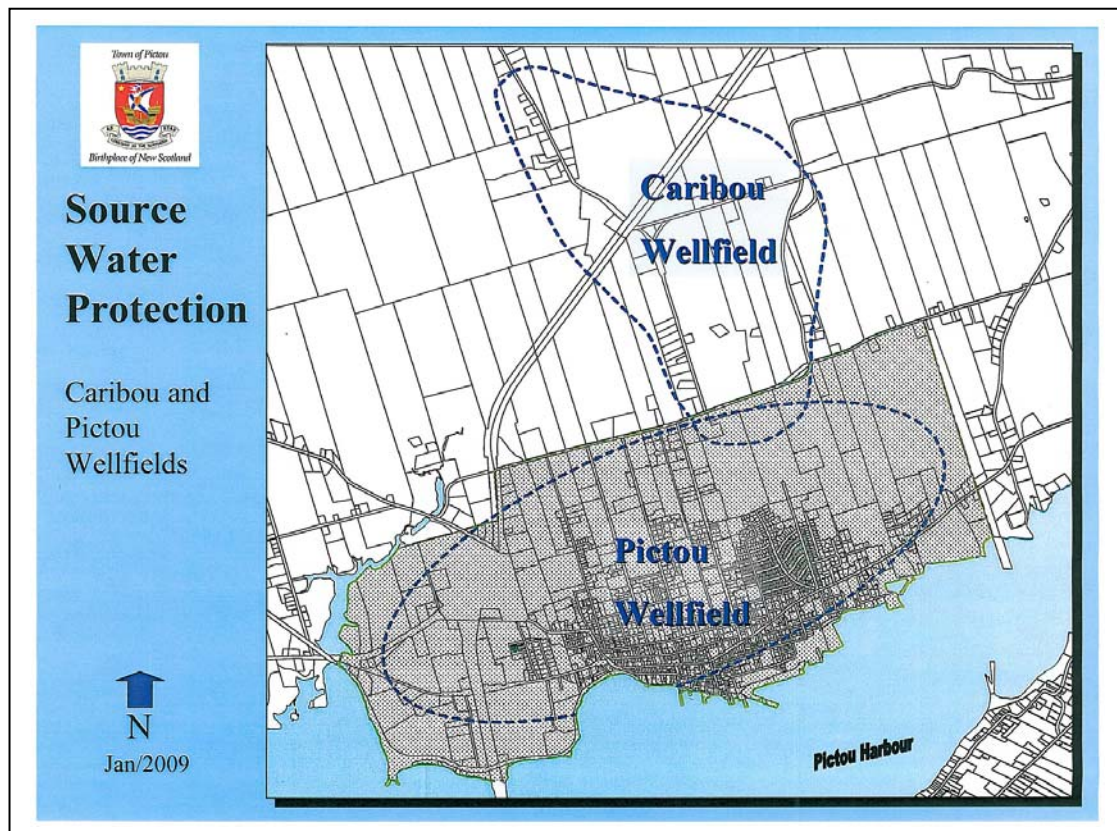 Town of Pictou
Birthplace of New Scotland
Source
Water
Protection
Caribou and
Pictou
Wellfields
N
Jan/2009
Caribou
Wellfield
Pictou
Wellfield
Pictou Harbour